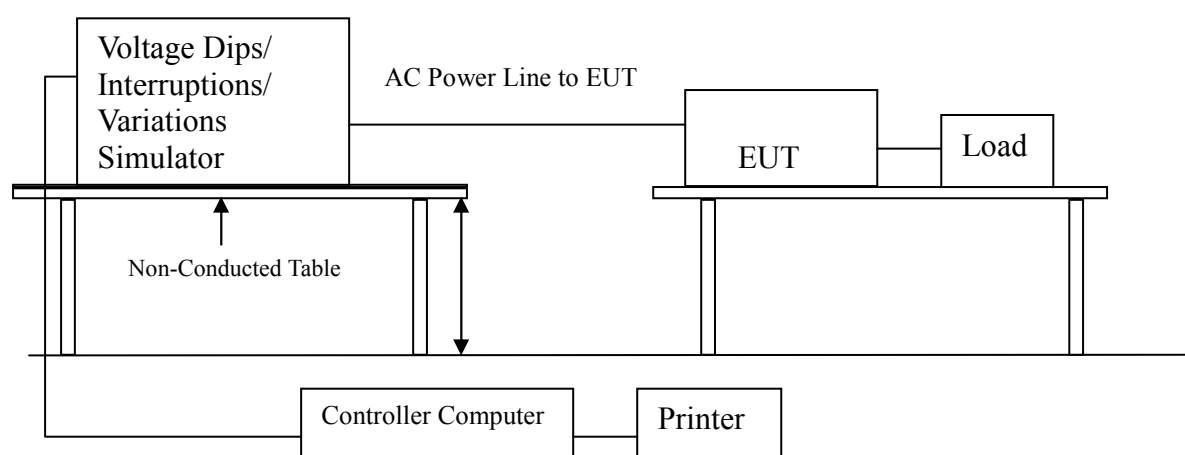 Voltage Dips/
Interruptions/
Variations
Simulator
AC Power Line to EUT
EUT
Load
Non-Conducted Table
Controller Computer
Printer